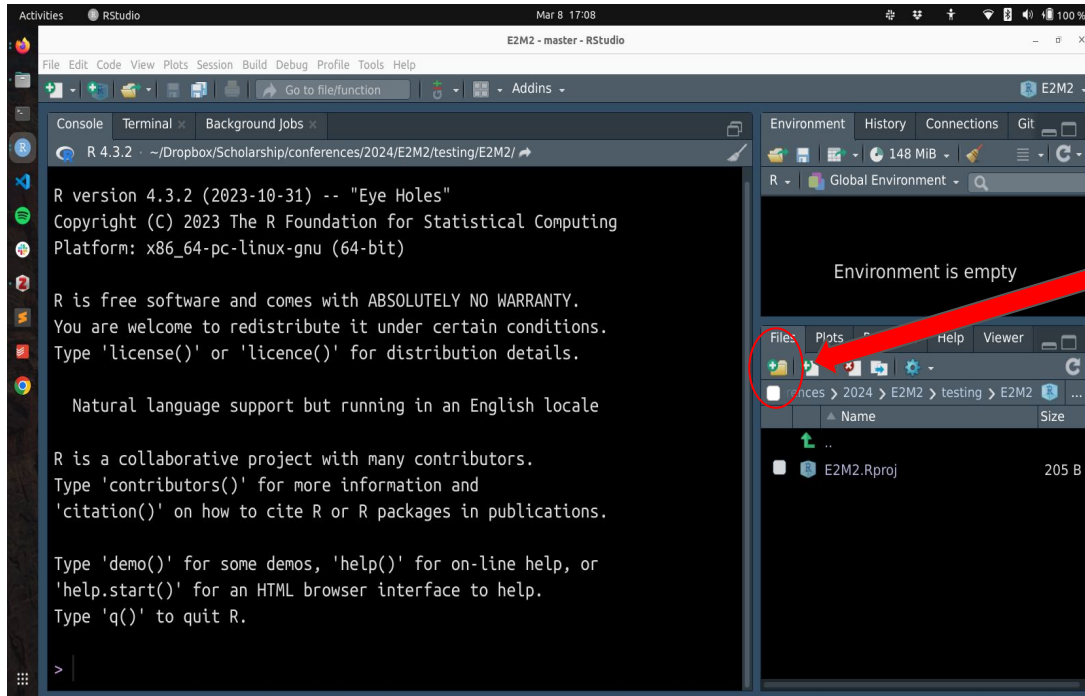 Activities RStudio Mar 8 17:08 100 %
E2M2 - master - RStudio
File Edit Code View Plots Session Build Debug Profile Tools Help
Go to file/function Addins E2M2
Console Terminal Background Jobs
R 4.3.2 · ~/Dropbox/Scholarship/conferences/2024/E2M2/testing/E2M2/
R version 4.3.2 (2023-10-31) -- "Eye Holes"
Copyright (C) 2023 The R Foundation for Statistical Computing
Platform: x86_64-pc-linux-gnu (64-bit)
R is free software and comes with ABSOLUTELY NO WARRANTY.
You are welcome to redistribute it under certain conditions.
Type 'license()' or 'licence()' for distribution details.
Natural language support but running in an English locale
R is a collaborative project with many contributors.
Type 'contributors()' for more information and
'citation()' on how to cite R or R packages in publications.
Type 'demo()' for some demos, 'help()' for on-line help, or
'help.start()' for an HTML browser interface to help.
Type 'q()' to quit R.
>
Environment History Connections Git
148 MiB
R Global Environment
Environment is empty
Files Plots Help Viewer
2024 > E2M2 > testing > E2M2 ...
Name Size
..
E2M2.Rproj 205 B